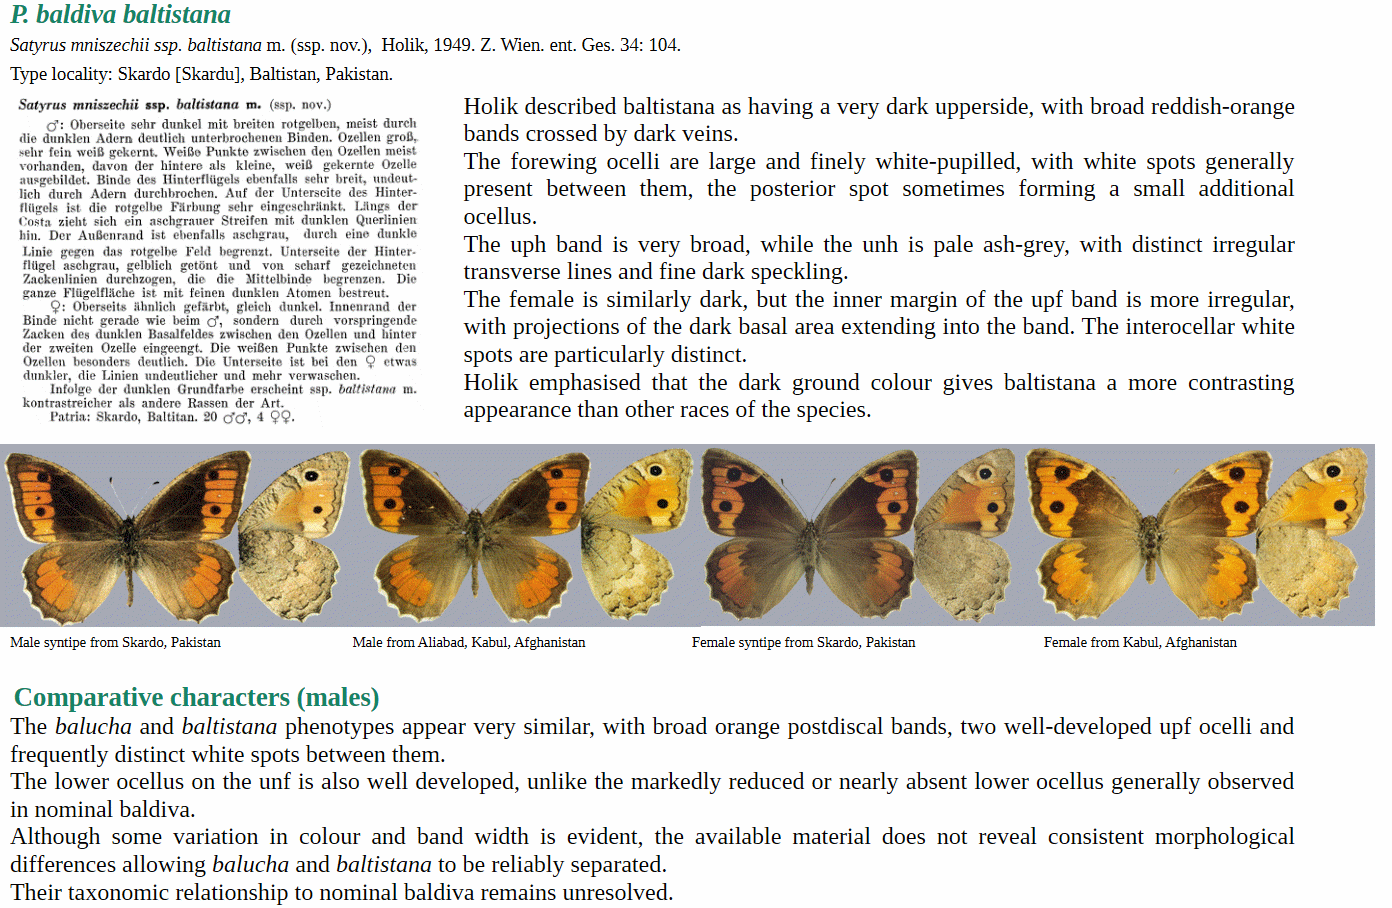 P. baldiva baltistana
Satyrus mniszechii ssp. baltistana m. (ssp. nov.), Holik, 1949. Z. Wien. ent. Ges. 34: 104.
Type locality: Skardo [Skardu], Baltistan, Pakistan.
Satyrus mniszechii ssp. baltistana m. (ssp. nov.)
♂: Oberseite sehr dunkel mit breiten rotgelben, meist durch
die dunklen Adern deutlich unterbrochenen Binden. Ozellen groß,
sehr fein weiß gekernt. Weiße Punkte zwischen den Ozellen meist
vorhanden, davon der hintere als kleine, weiß gekernte Ozelle
ausgebildet. Binde des Hinterflügels ebenfalls sehr breit, undeut-
lich durch Adern durchbrochen. Auf der Unterseite des Hinter-
flügels ist die rotgelbe Färbung sehr eingeschränkt. Längs der
Costa zieht sich ein aschgrauer Streifen mit dunklen Querlinien
hin. Der Außenrand ist ebenfalls aschgrau, durch eine dunkle
Linie gegen das rotgelbe Feld begrenzt. Unterseite der Hinter-
flügel aschgrau, gelblich getönt und von scharf gezeichneten
Zackenlinien durchzogen, die die Mittelbinde begrenzen. Die
ganze Flügelfläche ist mit feinen dunklen Atomen bestreut.
♀: Oberseits ähnlich gefärbt, gleich dunkel. Innenrand der
Binde nicht gerade wie beim ♂, sondern durch vorspringende
Zacken des dunklen Basalfeldes zwischen den Ozellen und hinter
der zweiten Ozelle eingeengt. Die weißen Punkte zwischen den
Ozellen besonders deutlich. Die Unterseite ist bei den ♀ etwas
dunkler, die Linien undeutlicher und mehr verwaschen.
Infolge der dunklen Grundfarbe erscheint ssp. baltistana m.
kontrastreicher als andere Rassen der Art.
Patria: Skardo, Baltitan. 20 ♂♂, 4 ♀♀.
Holik described baltistana as having a very dark upperside, with broad reddish-orange
bands crossed by dark veins.
The forewing ocelli are large and finely white-pupilled, with white spots generally
present between them, the posterior spot sometimes forming a small additional
ocellus.
The uph band is very broad, while the unh is pale ash-grey, with distinct irregular
transverse lines and fine dark speckling.
The female is similarly dark, but the inner margin of the upf band is more irregular,
with projections of the dark basal area extending into the band. The interocellar white
spots are particularly distinct.
Holik emphasised that the dark ground colour gives baltistana a more contrasting
appearance than other races of the species.
Male syntipe from Skardo, Pakistan
Male from Aliabad, Kabul, Afghanistan
Female syntipe from Skardo, Pakistan
Female from Kabul, Afghanistan
Comparative characters (males)
The balucha and baltistana phenotypes appear very similar, with broad orange postdiscal bands, two well-developed upf ocelli and
frequently distinct white spots between them.
The lower ocellus on the unf is also well developed, unlike the markedly reduced or nearly absent lower ocellus generally observed
in nominal baldiva.
Although some variation in colour and band width is evident, the available material does not reveal consistent morphological
differences allowing balucha and baltistana to be reliably separated.
Their taxonomic relationship to nominal baldiva remains unresolved.